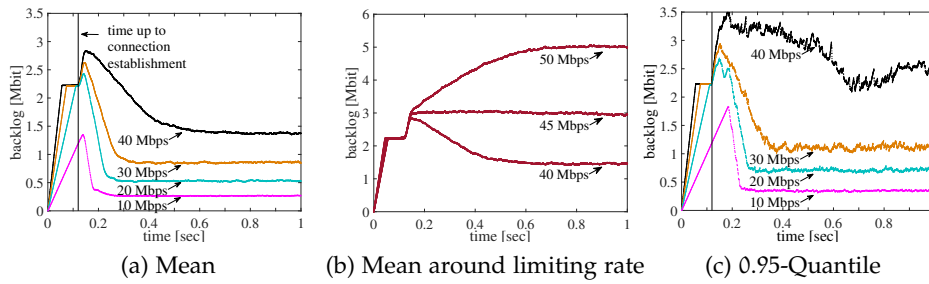 3.5
3
2.5
2
1.5
1
0.5
0
backlog [Mbit]
time up to
connection
establishment
40 Mbps
30 Mbps
20 Mbps
10 Mbps
0 0.2 0.4 0.6 0.8 1
time [sec]
(a) Mean
6
5
4
3
2
1
0
backlog [Mbit]
50 Mbps
45 Mbps
40 Mbps
0 0.2 0.4 0.6 0.8 1
time [sec]
(b) Mean around limiting rate
3.5
3
2.5
2
1.5
1
0.5
0
backlog [Mbit]
40 Mbps
30 Mbps
20 Mbps
10 Mbps
0 0.2 0.4 0.6 0.8
time [sec]
(c) 0.95-Quantile